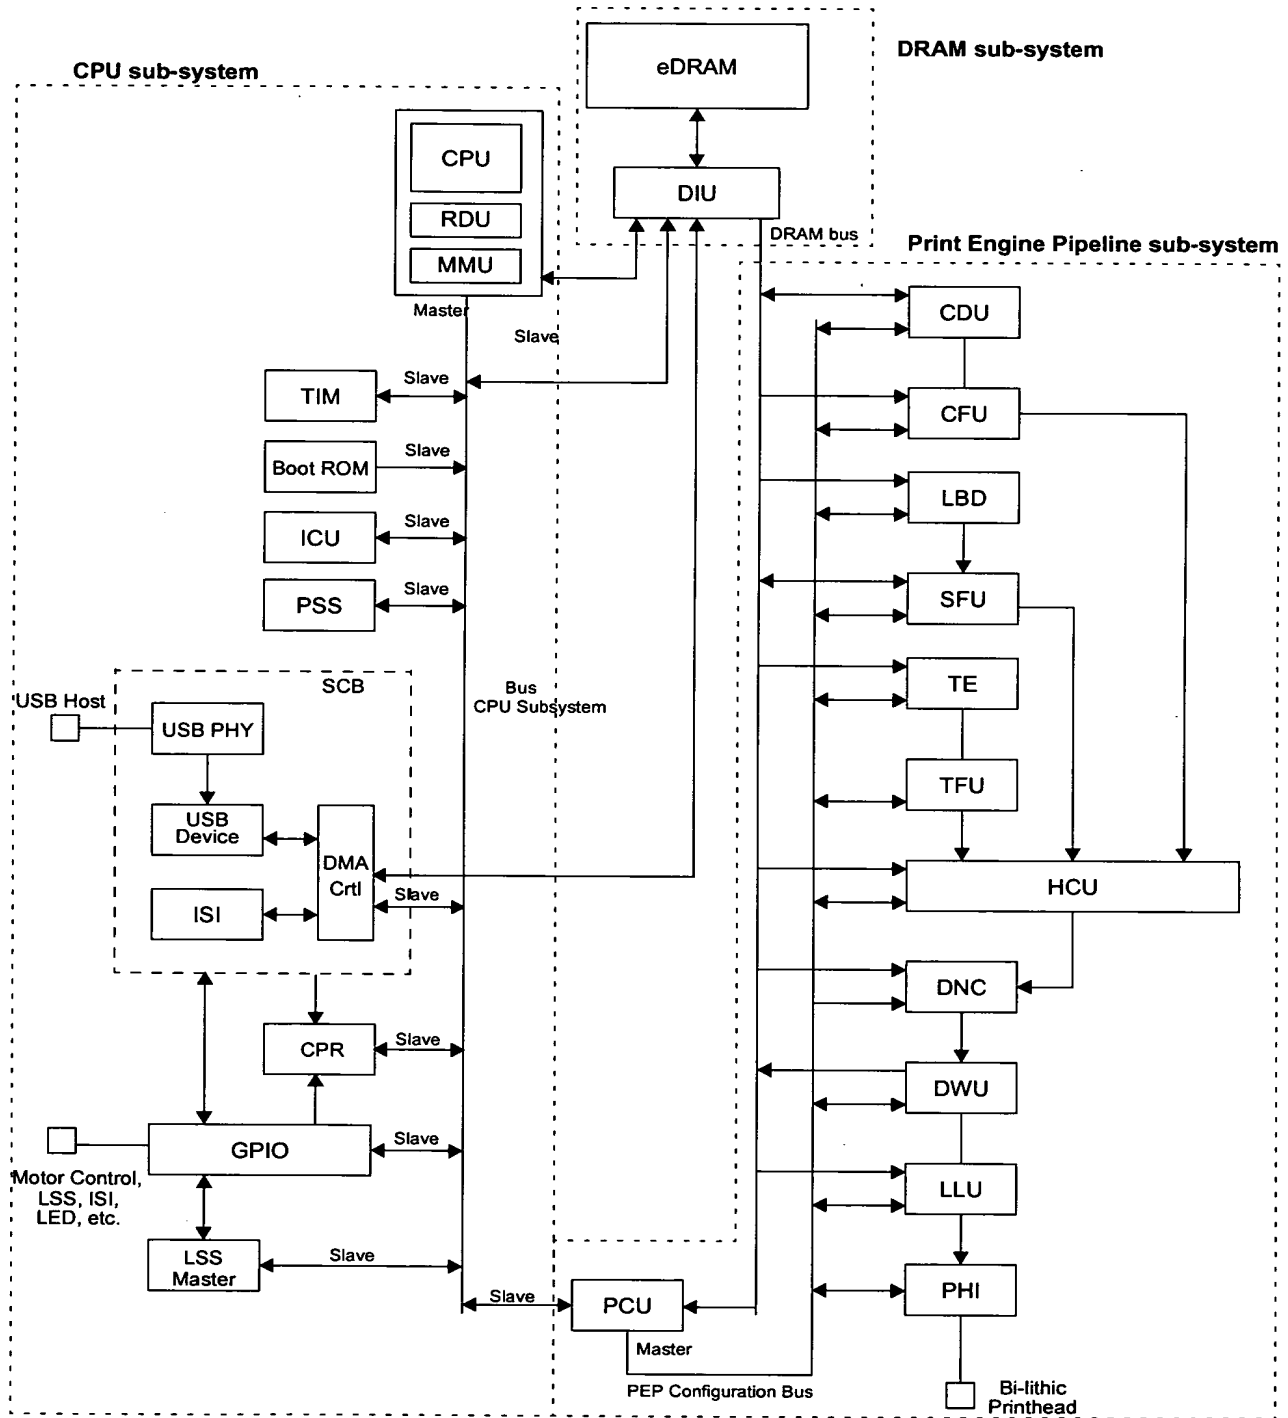 CPU sub-system
DRAM sub-system
eDRAM
CPU
RDU
MMU
Master
DIU
DRAM bus
Print Engine Pipeline sub-system
Slave
TIM
Slave
Boot ROM
Slave
ICU
Slave
PSS
Slave
SCB
USB Host
USB PHY
USB
Device
DMA
Crtl
ISI
Slave
Bus
CPU Subsystem
CPR
Slave
GPIO
Slave
Motor Control,
LSS, ISI,
LED, etc.
LSS
Master
Slave
Slave
PCU
Master
PEP Configuration Bus
CDU
CFU
LBD
SFU
TE
TFU
HCU
DNC
DWU
LLU
PHI
Bi-lithic
Printhead